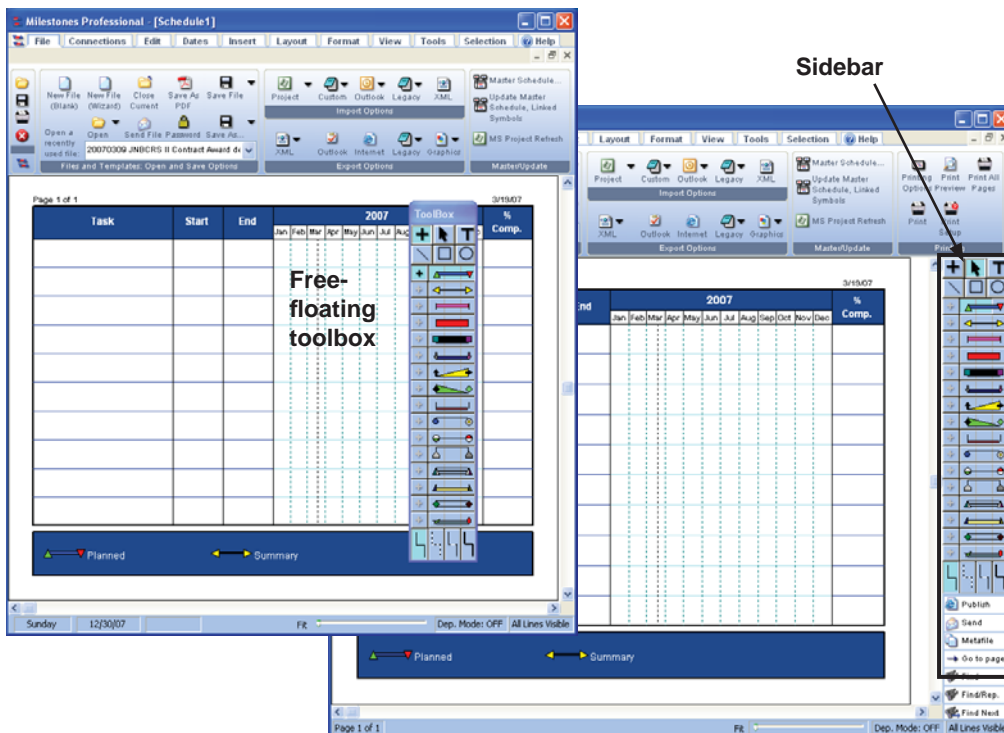 Milestones Professional - [Schedule1]
File Connections Edit Dates Insert Layout Format View Tools Selection Help
New File (Blank)
New File (Wizard)
Close Current
Save As PDF
Save File
Open a recently used file:
Open
Send File
Password
Save As...
20070309 JNBCRS II Contract Award de
Files and Templates: Open and Save Options
Project Custom Outlook Legacy XML
Import Options
XML Outlook Internet Legacy Graphics
Export Options
Master Schedule...
Update Master Schedule, Linked Symbols
MS Project Refresh
Master/Update
Page 1 of 1
3/19/07
Task Start End 2007 % Comp.
Jan Feb Mar Apr May Jun Jul Aug
ToolBox
T
Free-
floating
toolbox
Planned Summary
Sunday 12/30/07 Fit Dep. Mode: OFF All Lines Visible
Sidebar
Layout Format View Tools Selection Help
Project Custom Outlook Legacy XML
Import Options
XML Outlook Internet Legacy Graphics
Export Options
Master Schedule...
Update Master Schedule, Linked Symbols
MS Project Refresh
Master/Update
Printing Options
Print Preview
Print All Pages
Print
Print Setup
3/19/07
2007 % Comp.
Jan Feb Mar Apr May Jun Jul Aug Sep Oct Nov Dec
T
Publish
Send
Metafile
Go to page
Find
Find/Rep.
Find Next
Planned Summary
Page 1 of 1 Fit Dep. Mode: OFF All Lines Visible